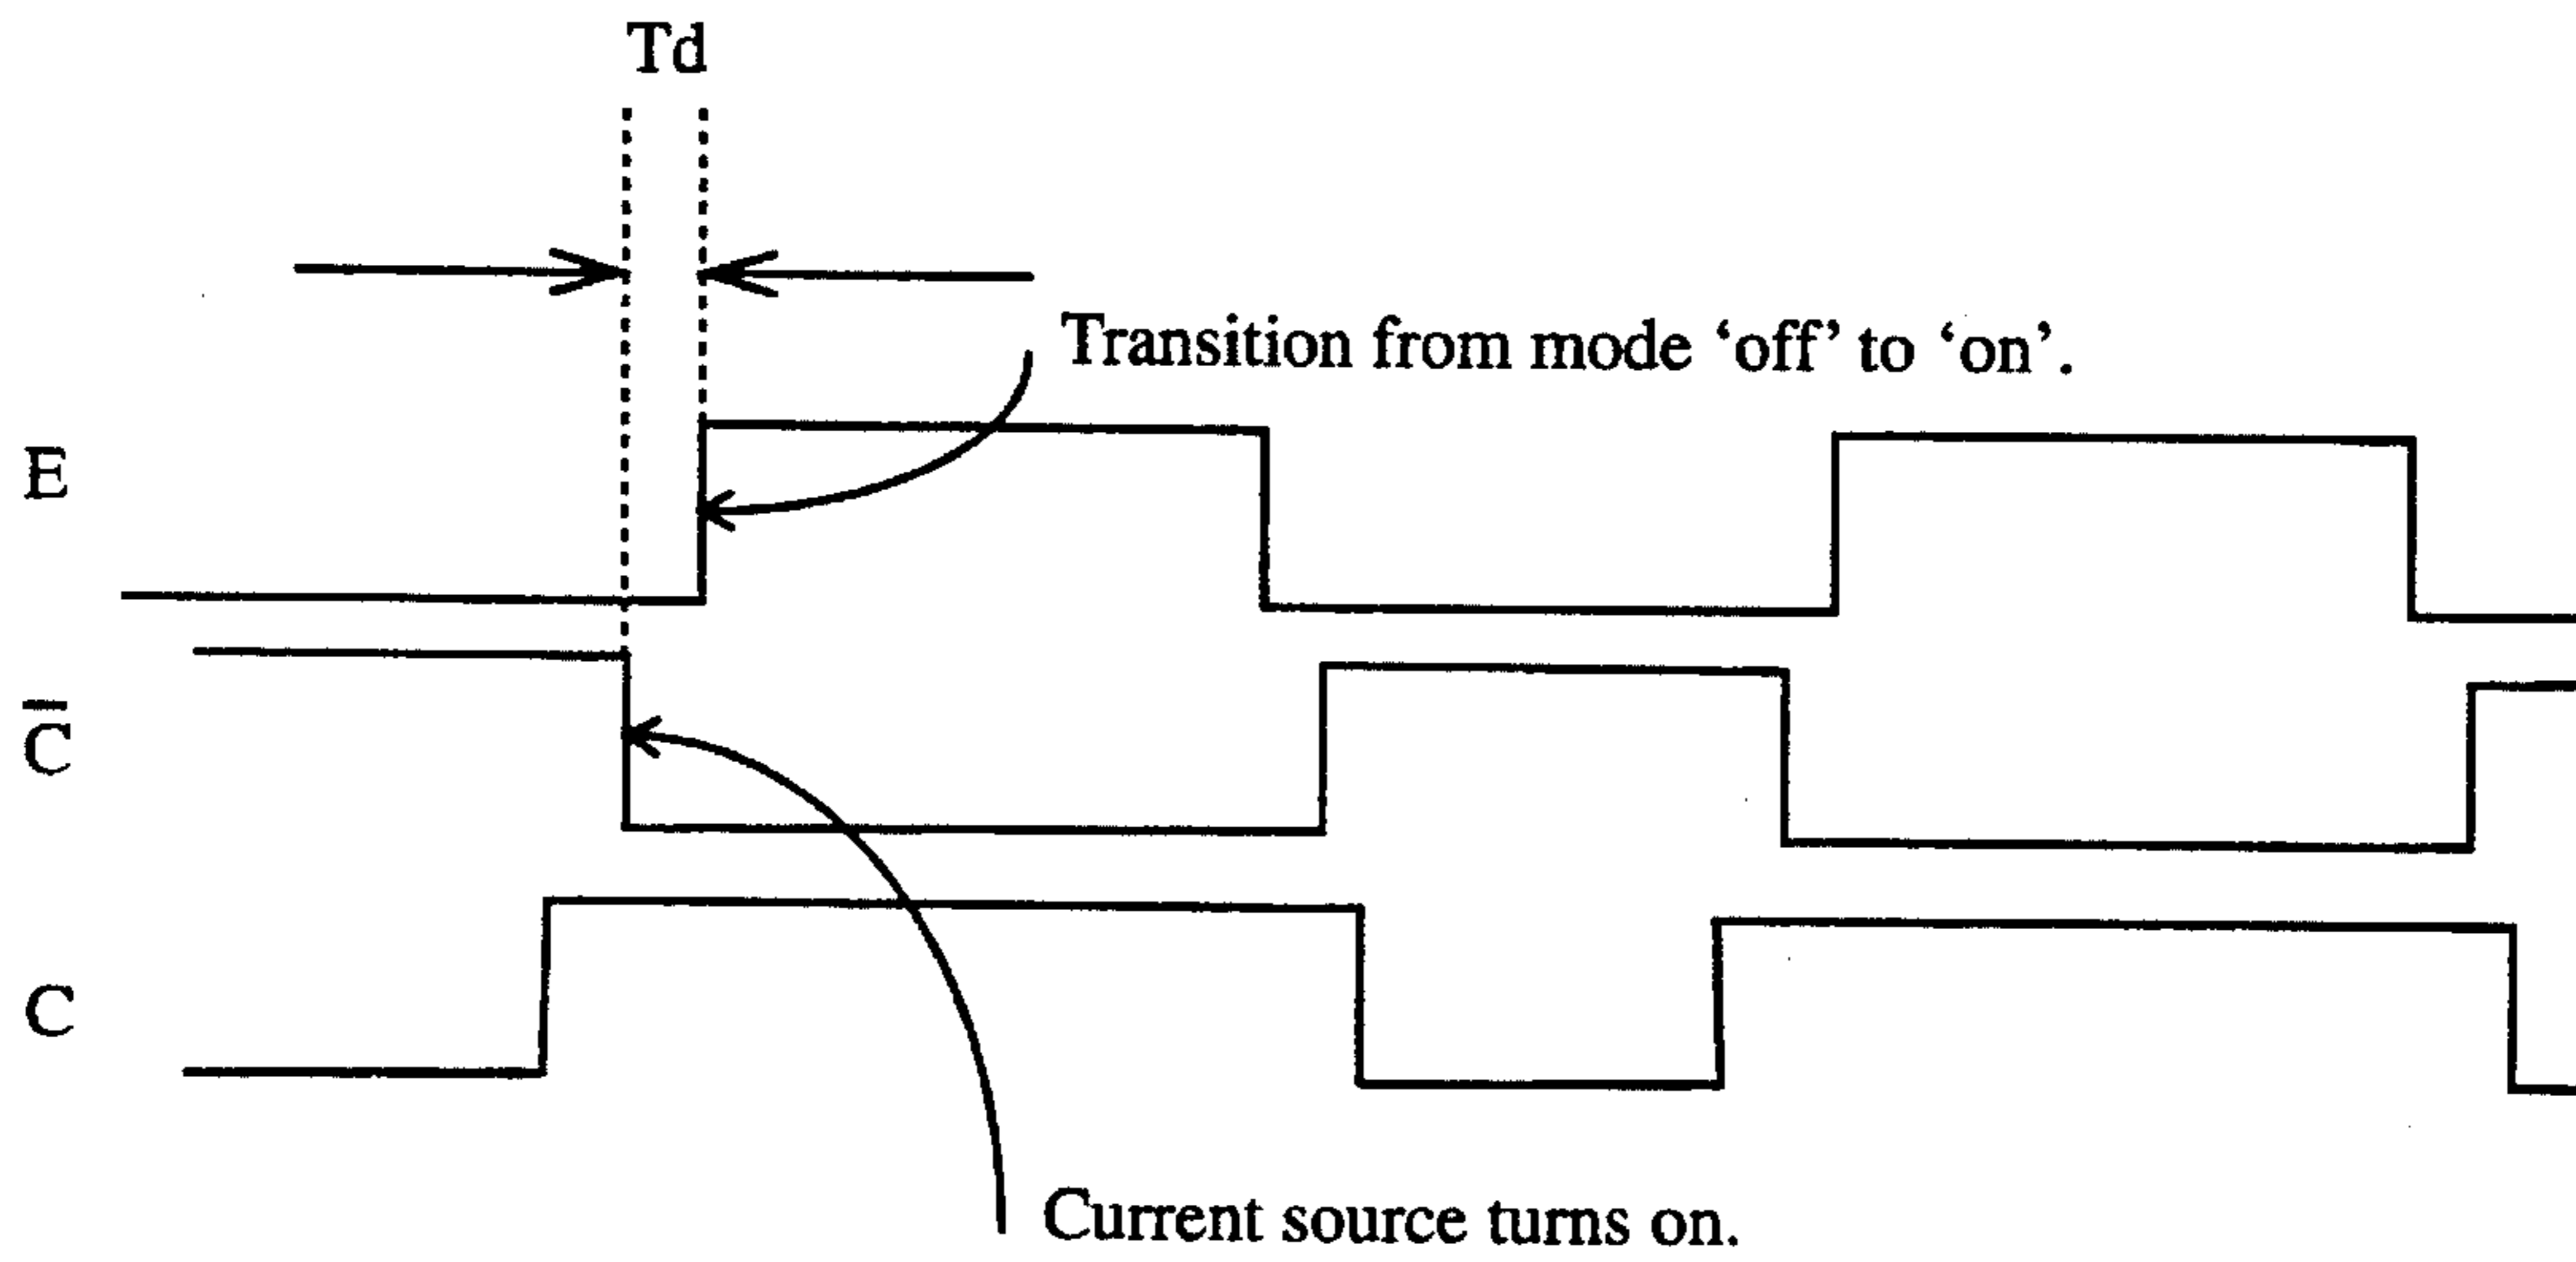 Td
Transition from mode ‘off’ to ‘on’.
E
C̅
C
Current source turns on.